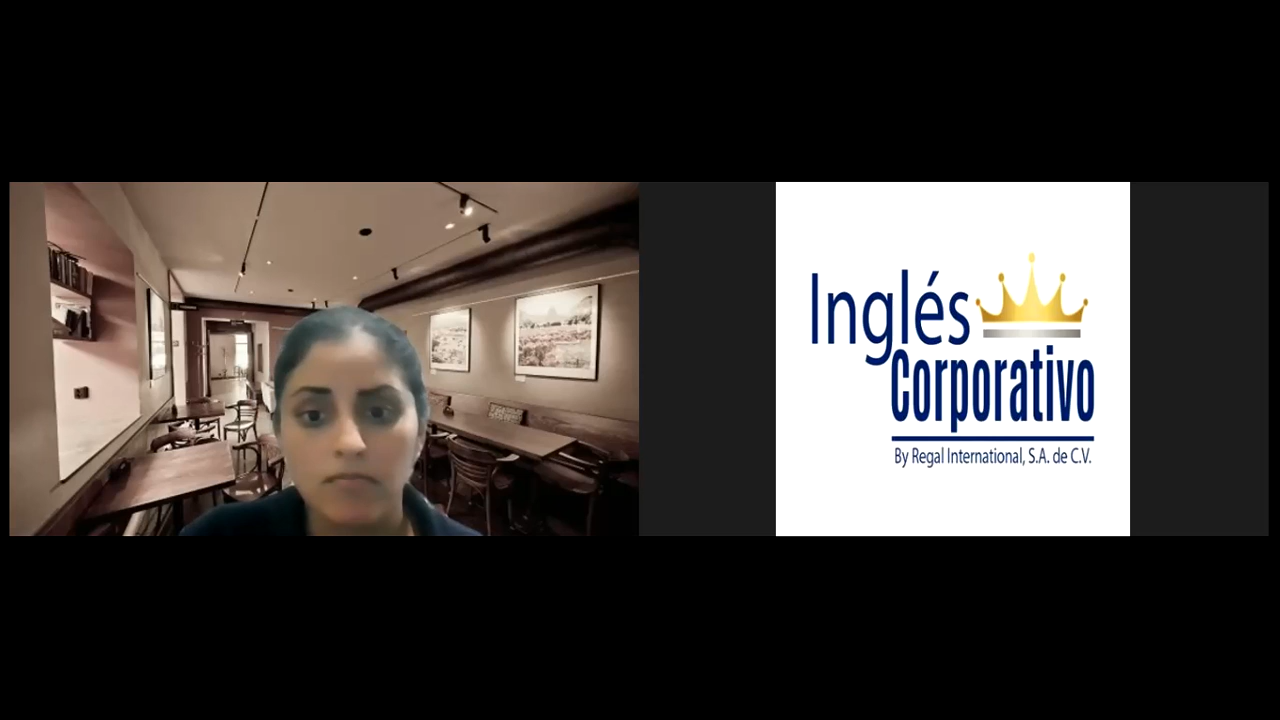 Inglés
Corporativo
By Regal International, S.A. de C.V.